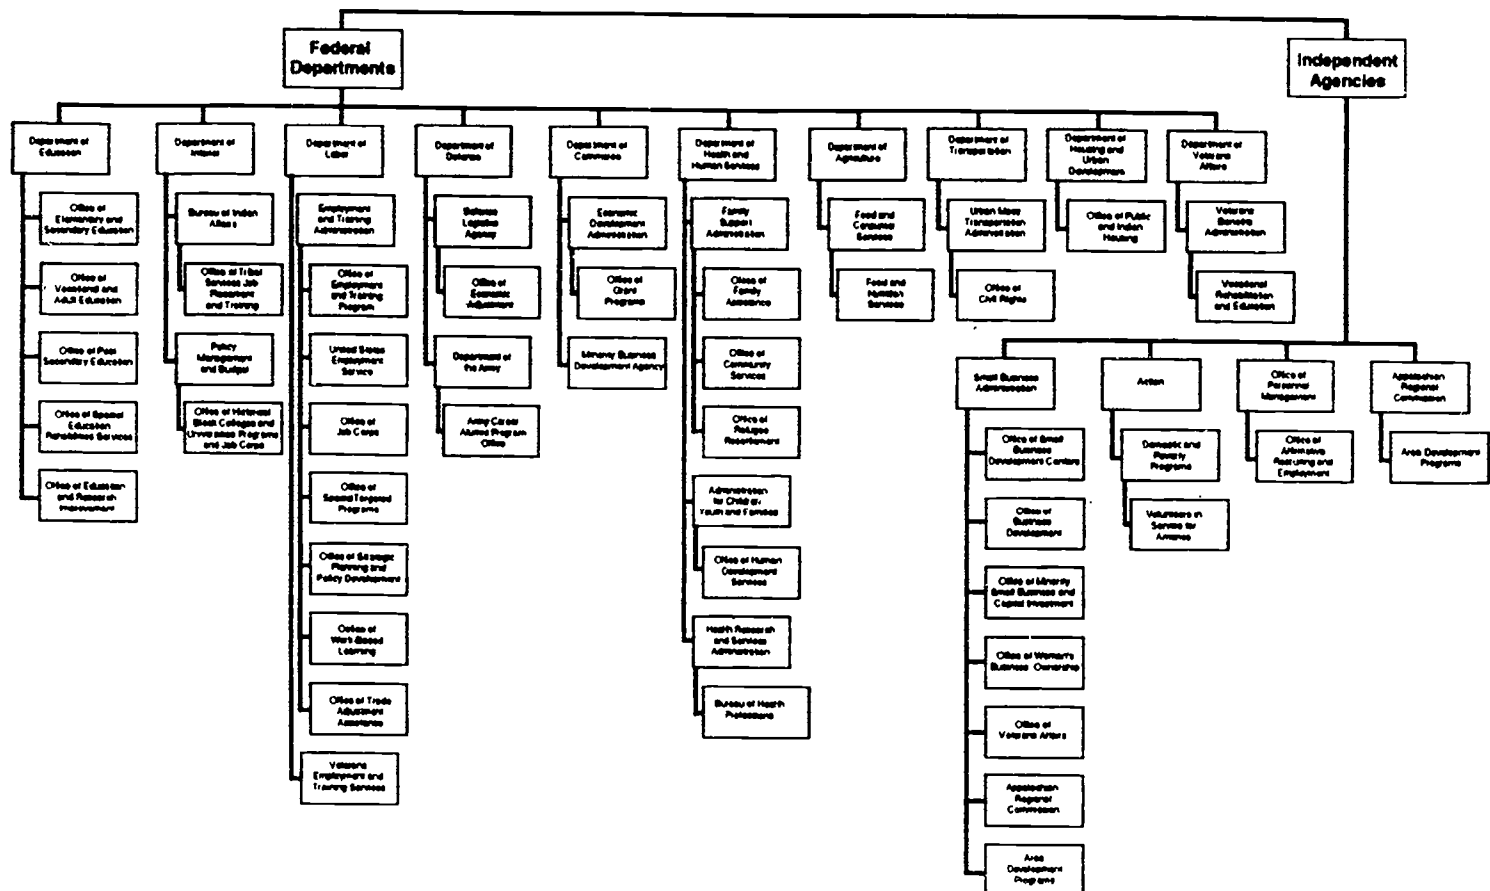 Federal
Departments
Independent
Agencies
Department of
Education
Department of
Interior
Department of
Labor
Department of
Defense
Department of
Commerce
Department of
Health and
Human Services
Department of
Agriculture
Department of
Transportation
Department of
Housing and
Urban
Development
Department of
Veterans
Affairs
Office of
Elementary and
Secondary Education
Office of
Vocational and
Adult Education
Office of Post
Secondary Education
Office of Special
Education
Rehabilitative Services
Office of Education
and Research
Improvement
Bureau of Indian
Affairs
Office of Tribal
Services Job
Placement
and Training
Policy
Management
and Budget
Office of Historical
Black Colleges and
Universities Programs
and Job Corps
Employment
and Training
Administration
Office of
Employment
and Training
Program
United States
Employment
Service
Office of
Job Corps
Office of
Special Targeted
Programs
Office of Strategic
Planning and
Policy Development
Office of
Work-Based
Learning
Office of Trade
Adjustment
Assistance
Veterans
Employment and
Training Services
Defense
Logistics
Agency
Office of
Economic
Adjustment
Department of
the Army
Army Career
Alumni Program
Office
Economic
Development
Administration
Office of
Grant
Programs
Minority Business
Development Agency
Family
Support
Administration
Office of
Family
Assistance
Office of
Community
Services
Office of
Refugee
Resettlement
Administration
for Children,
Youth and Families
Office of Human
Development
Services
Health Research
and Services
Administration
Bureau of Health
Professions
Food and
Consumer
Services
Food and
Nutrition
Services
Urban Mass
Transportation
Administration
Office of
Civil Rights
Office of Public
and Indian
Housing
Veterans
Benefits
Administration
Vocational
Rehabilitation
and Education
Small Business
Administration
Action
Office of
Personnel
Management
Appalachian
Regional
Commission
Office of Small
Business
Development Centers
Office of
Business
Development
Office of Minority
Small Business and
Capital Investment
Office of Women's
Business Ownership
Office of
Veterans Affairs
Appalachian
Regional
Commission
Area
Development
Programs
Domestic and
Poverty
Programs
Volunteers in
Service for
America
Office of
Affirmative
Recruiting and
Employment
Area Development
Programs